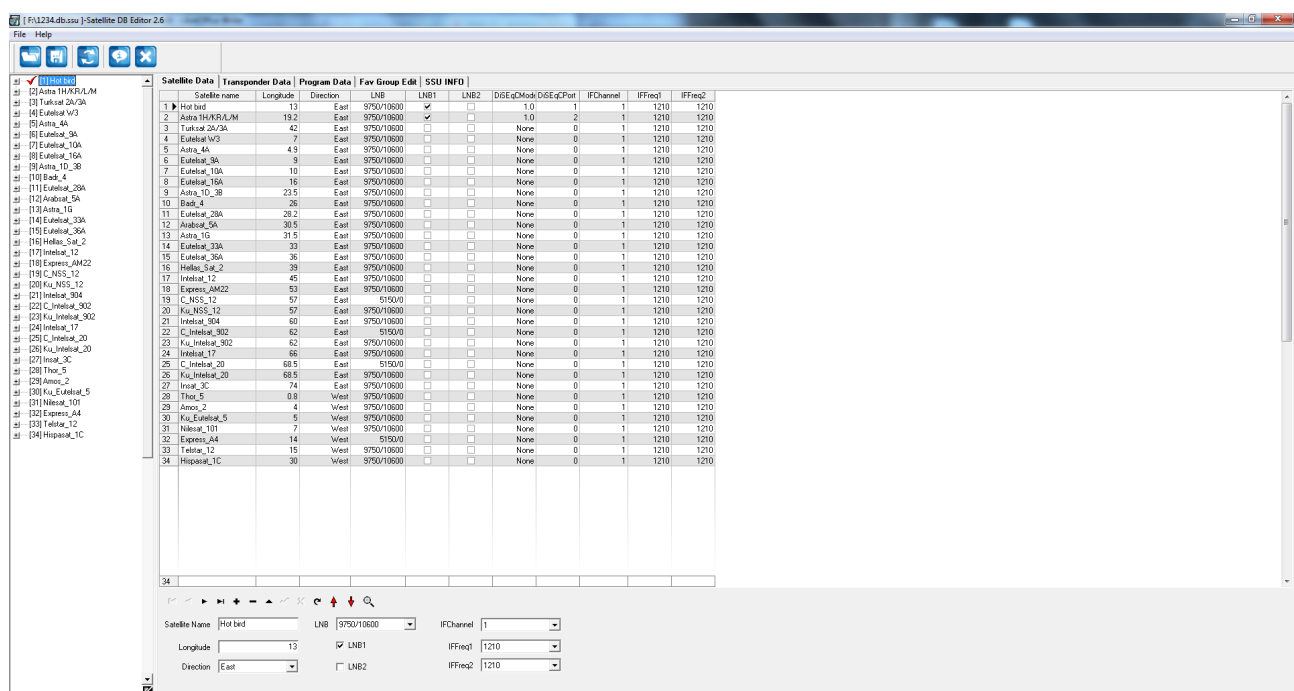 [ F:\1234.db.ssu ]-Satellite DB Editor 2.6
File Help
[1] Hot bird
[2] Astra 1H/KR/L/M
[3] Turksat 2A/3A
[4] Eutelsat W3
[5] Astra_4A
[6] Eutelsat_9A
[7] Eutelsat_10A
[8] Eutelsat_16A
[9] Astra_1D_3B
[10] Badr_4
[11] Eutelsat_28A
[12] Arabsat_5A
[13] Astra_1G
[14] Eutelsat_33A
[15] Eutelsat_36A
[16] Hellas_Sat_2
[17] Intelsat_12
[18] Express_AM22
[19] C_NSS_12
[20] Ku_NSS_12
[21] Intelsat_904
[22] C_Intelsat_902
[23] Ku_Intelsat_902
[24] Intelsat_17
[25] C_Intelsat_20
[26] Ku_Intelsat_20
[27] Insat_3C
[28] Thor_5
[29] Amos_2
[30] Ku_Eutelsat_5
[31] Nilesat_101
[32] Express_A4
[33] Telstar_12
[34] Hispasat_1C
Satellite Data Transponder Data Program Data Fav Group Edit SSU INFO
Satellite name Longitude Direction LNB LNB1 LNB2 DiSEqCMode DiSEqCPort IFChannel IFFreq1 IFFreq2
1 Hot bird 13 East 9750/10600 1.0 1 1 1210 1210
2 Astra 1H/KR/L/M 19.2 East 9750/10600 1.0 2 1 1210 1210
3 Turksat 2A/3A 42 East 9750/10600 None 0 1 1210 1210
4 Eutelsat W3 7 East 9750/10600 None 0 1 1210 1210
5 Astra_4A 4.9 East 9750/10600 None 0 1 1210 1210
6 Eutelsat_9A 9 East 9750/10600 None 0 1 1210 1210
7 Eutelsat_10A 10 East 9750/10600 None 0 1 1210 1210
8 Eutelsat_16A 16 East 9750/10600 None 0 1 1210 1210
9 Astra_1D_3B 23.5 East 9750/10600 None 0 1 1210 1210
10 Badr_4 26 East 9750/10600 None 0 1 1210 1210
11 Eutelsat_28A 28.2 East 9750/10600 None 0 1 1210 1210
12 Arabsat_5A 30.5 East 9750/10600 None 0 1 1210 1210
13 Astra_1G 31.5 East 9750/10600 None 0 1 1210 1210
14 Eutelsat_33A 33 East 9750/10600 None 0 1 1210 1210
15 Eutelsat_36A 36 East 9750/10600 None 0 1 1210 1210
16 Hellas_Sat_2 39 East 9750/10600 None 0 1 1210 1210
17 Intelsat_12 45 East 9750/10600 None 0 1 1210 1210
18 Express_AM22 53 East 9750/10600 None 0 1 1210 1210
19 C_NSS_12 57 East 5150/0 None 0 1 1210 1210
20 Ku_NSS_12 57 East 9750/10600 None 0 1 1210 1210
21 Intelsat_904 60 East 9750/10600 None 0 1 1210 1210
22 C_Intelsat_902 62 East 5150/0 None 0 1 1210 1210
23 Ku_Intelsat_902 62 East 9750/10600 None 0 1 1210 1210
24 Intelsat_17 66 East 9750/10600 None 0 1 1210 1210
25 C_Intelsat_20 68.5 East 5150/0 None 0 1 1210 1210
26 Ku_Intelsat_20 68.5 East 9750/10600 None 0 1 1210 1210
27 Insat_3C 74 East 9750/10600 None 0 1 1210 1210
28 Thor_5 0.8 West 9750/10600 None 0 1 1210 1210
29 Amos_2 4 West 9750/10600 None 0 1 1210 1210
30 Ku_Eutelsat_5 5 West 9750/10600 None 0 1 1210 1210
31 Nilesat_101 7 West 9750/10600 None 0 1 1210 1210
32 Express_A4 14 West 5150/0 None 0 1 1210 1210
33 Telstar_12 15 West 9750/10600 None 0 1 1210 1210
34 Hispasat_1C 30 West 9750/10600 None 0 1 1210 1210
34
Satellite Name Hot bird LNB 9750/10600 IFChannel 1
Longitude 13 LNB1 IFFreq1 1210
Direction East LNB2 IFFreq2 1210